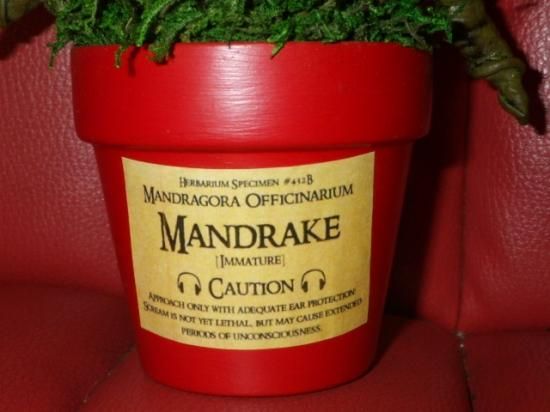 Herbarium Specimen #412B
Mandragora Officinarium
Mandrake
[Immature]
Caution
Approach only with adequate ear protection:
Scream is not yet lethal, but may cause extended
periods of unconsciousness.